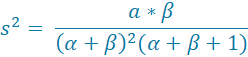 s² = a * β / (α + β)²(α + β + 1)